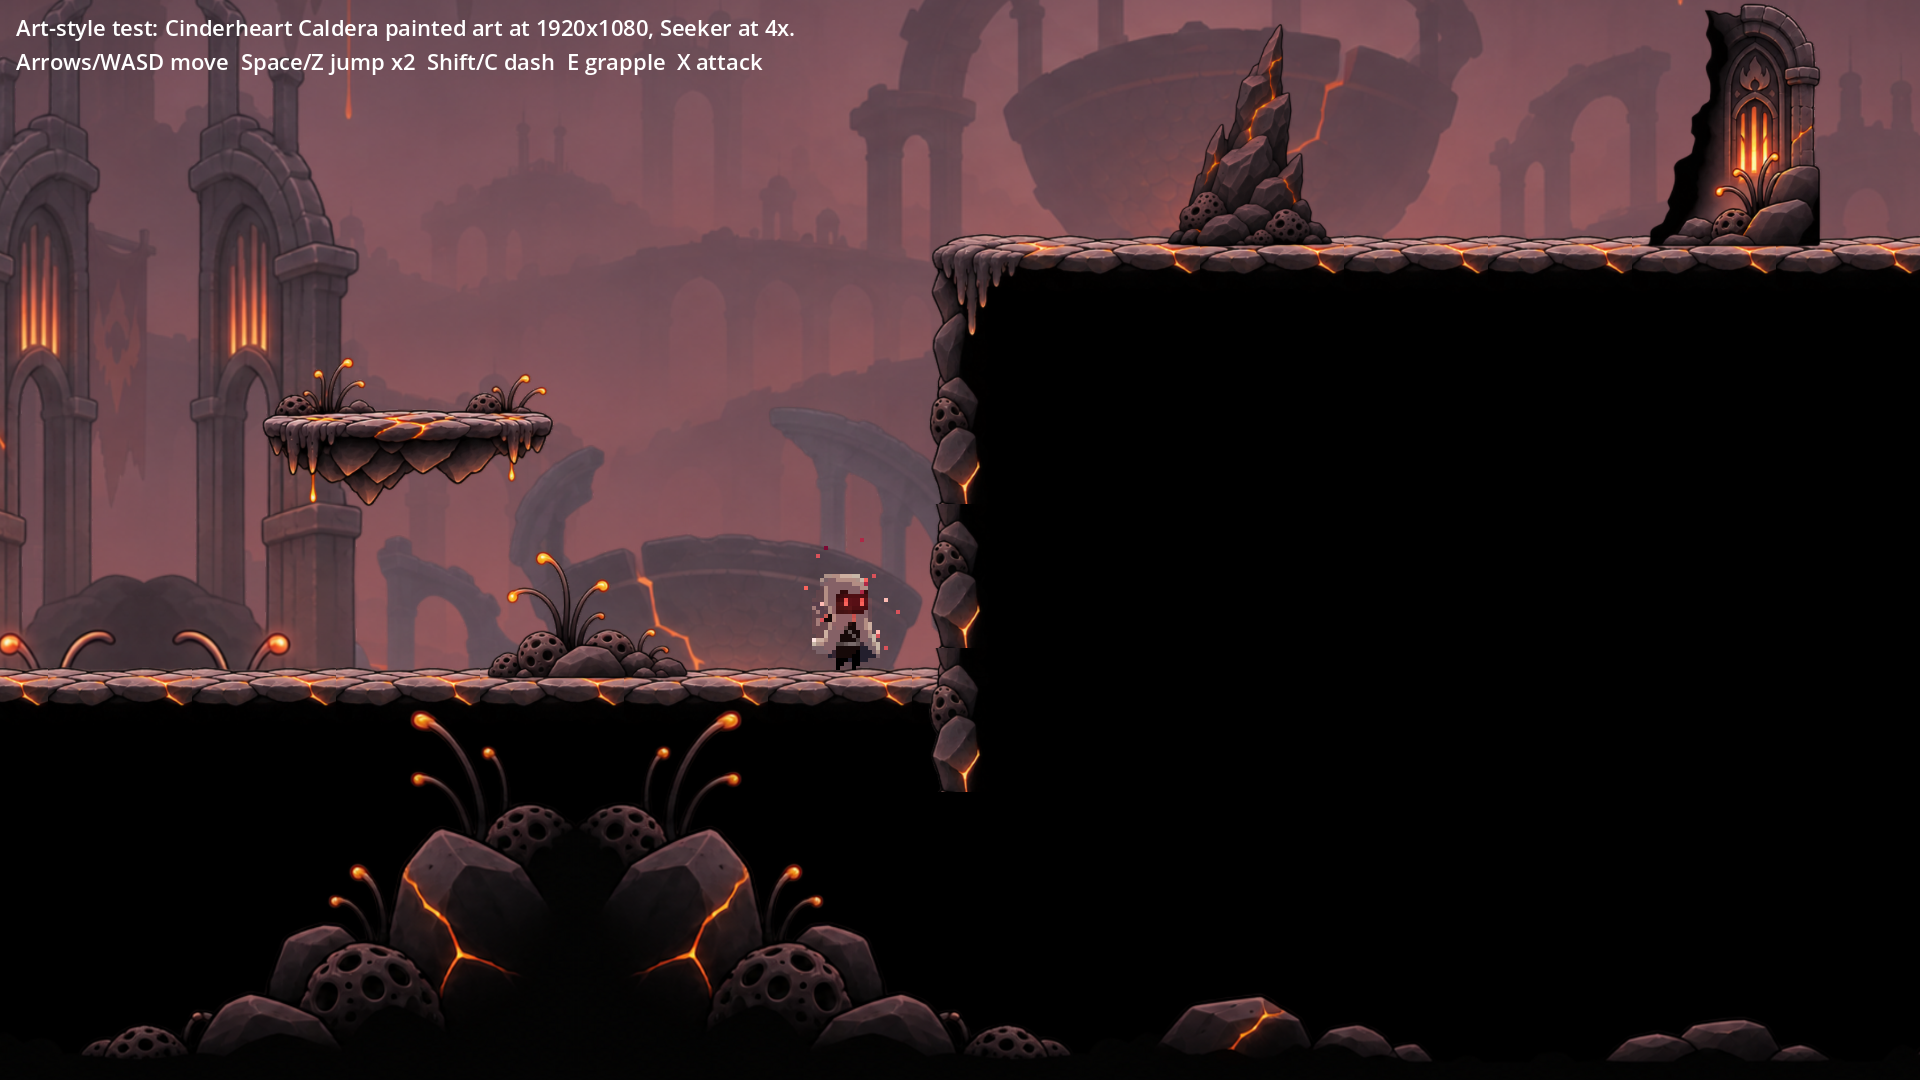 Art-style test: Cinderheart Caldera painted art at 1920x1080, Seeker at 4x.
Arrows/WASD move  Space/Z jump x2  Shift/C dash  E grapple  X attack